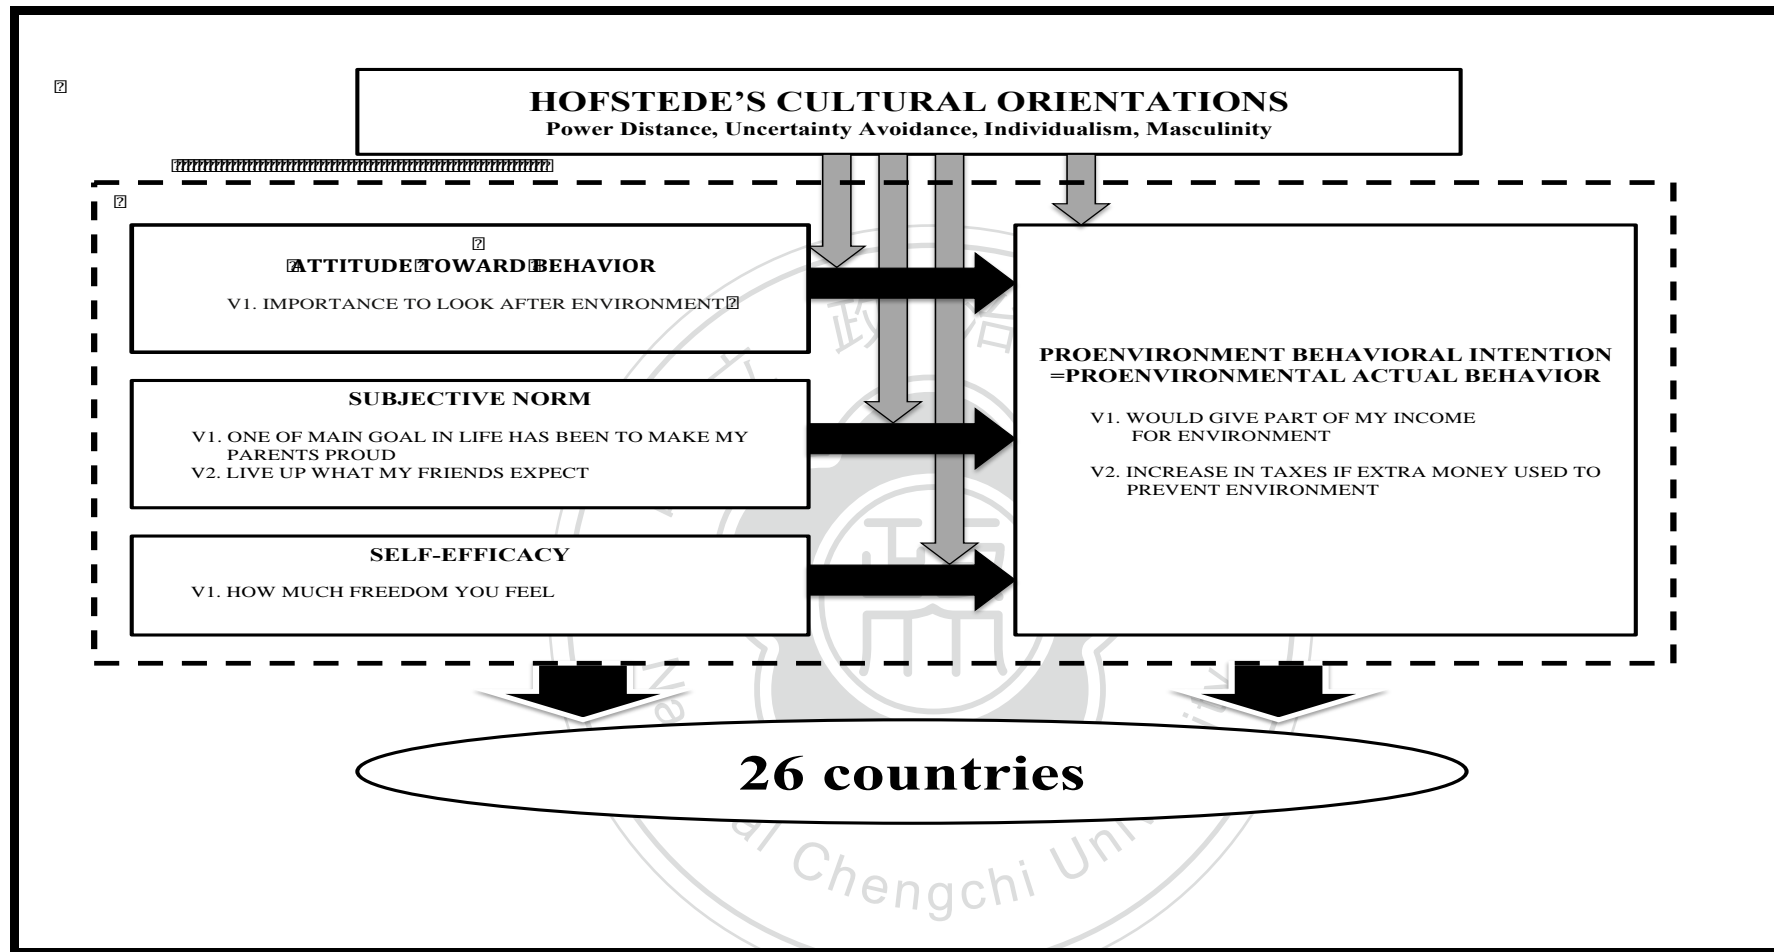 HOFSTEDE'S CULTURAL ORIENTATIONS
Power Distance, Uncertainty Avoidance, Individualism, Masculinity
ATTITUDE TOWARD BEHAVIOR
V1. IMPORTANCE TO LOOK AFTER ENVIRONMENT
SUBJECTIVE NORM
V1. ONE OF MAIN GOAL IN LIFE HAS BEEN TO MAKE MY
PARENTS PROUD
V2. LIVE UP WHAT MY FRIENDS EXPECT
SELF-EFFICACY
V1. HOW MUCH FREEDOM YOU FEEL
PROENVIRONMENT BEHAVIORAL INTENTION
=PROENVIRONMENTAL ACTUAL BEHAVIOR
V1. WOULD GIVE PART OF MY INCOME
FOR ENVIRONMENT
V2. INCREASE IN TAXES IF EXTRA MONEY USED TO
PREVENT ENVIRONMENT
26 countries
政治
Chengchi